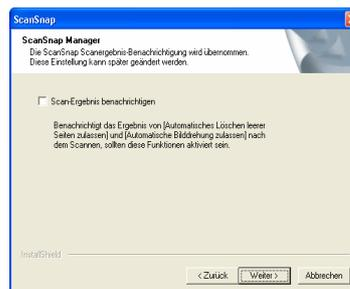 ScanSnap
ScanSnap Manager
Die ScanSnap Scanergebnis-Benachrichtigung wird übernommen.
Diese Einstellung kann später geändert werden.
Scan-Ergebnis benachrichtigen
Benachrichtigt das Ergebnis von [Automatisches Löschen leerer
Seiten zulassen] und [Automatische Bilddrehung zulassen] nach
dem Scannen, sollten diese Funktionen aktiviert sein.
InstallShield
< Zurück Weiter > Abbrechen